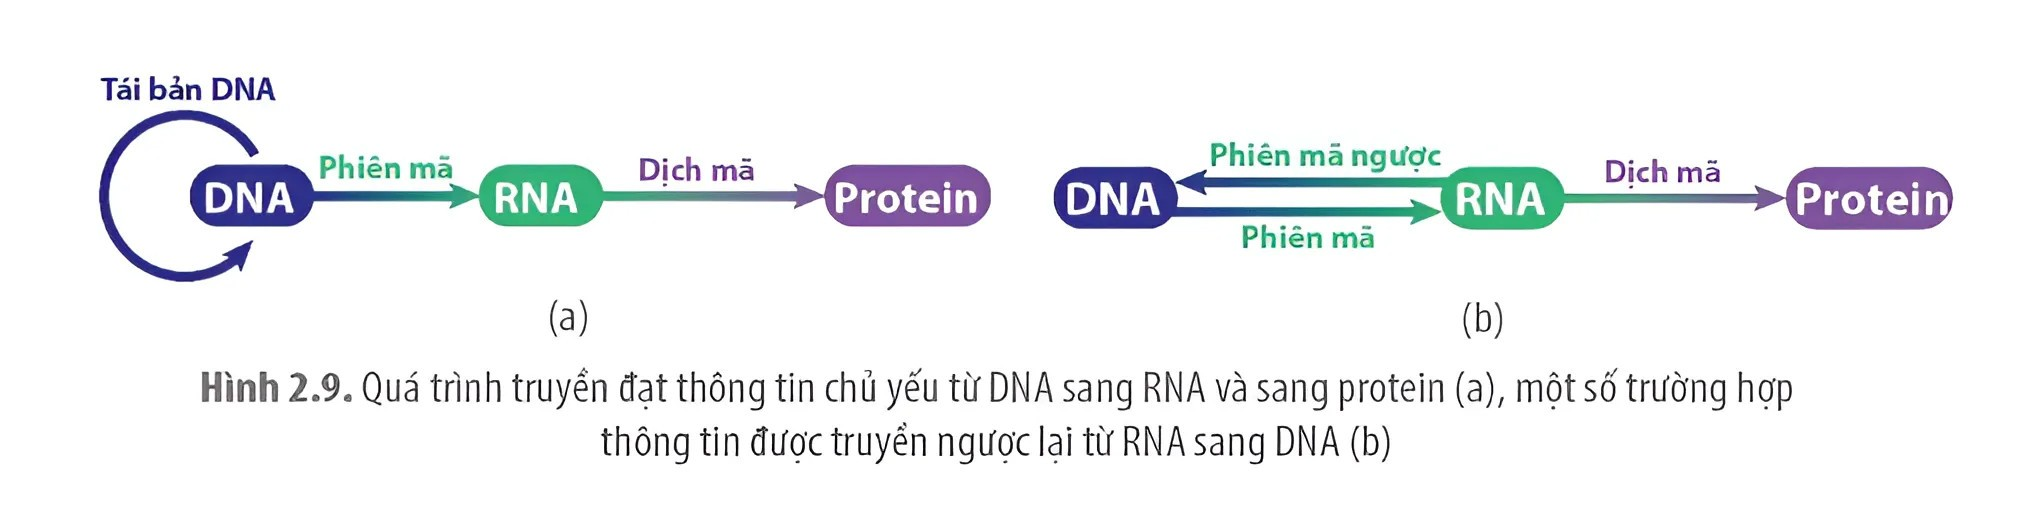 Tái bản DNA
DNA
Phiên mã
RNA
Dịch mã
Protein
(a)
DNA
Phiên mã ngược
Phiên mã
RNA
Dịch mã
Protein
(b)
Hình 2.9. Quá trình truyền đạt thông tin chủ yếu từ DNA sang RNA và sang protein (a), một số trường hợp
thông tin được truyền ngược lại từ RNA sang DNA (b)